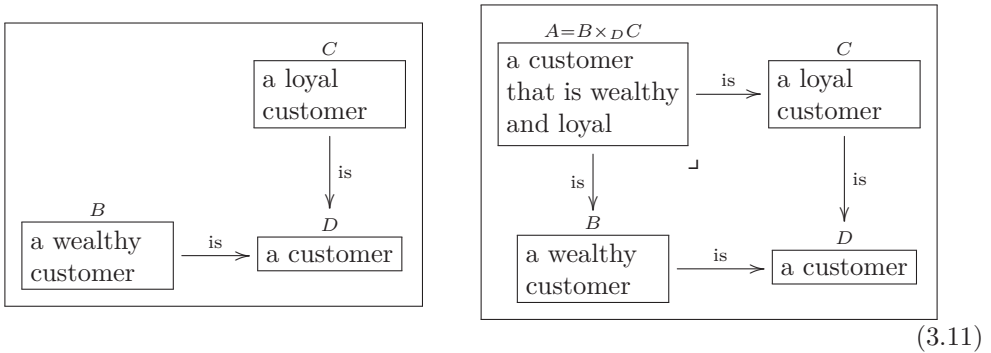 C
a loyal
customer
is
B
D
a wealthy
customer
is
a customer
A=B×DC
C
a customer
that is wealthy
and loyal
is
a loyal
customer
is
is
B
D
a wealthy
customer
is
a customer
(3.11)